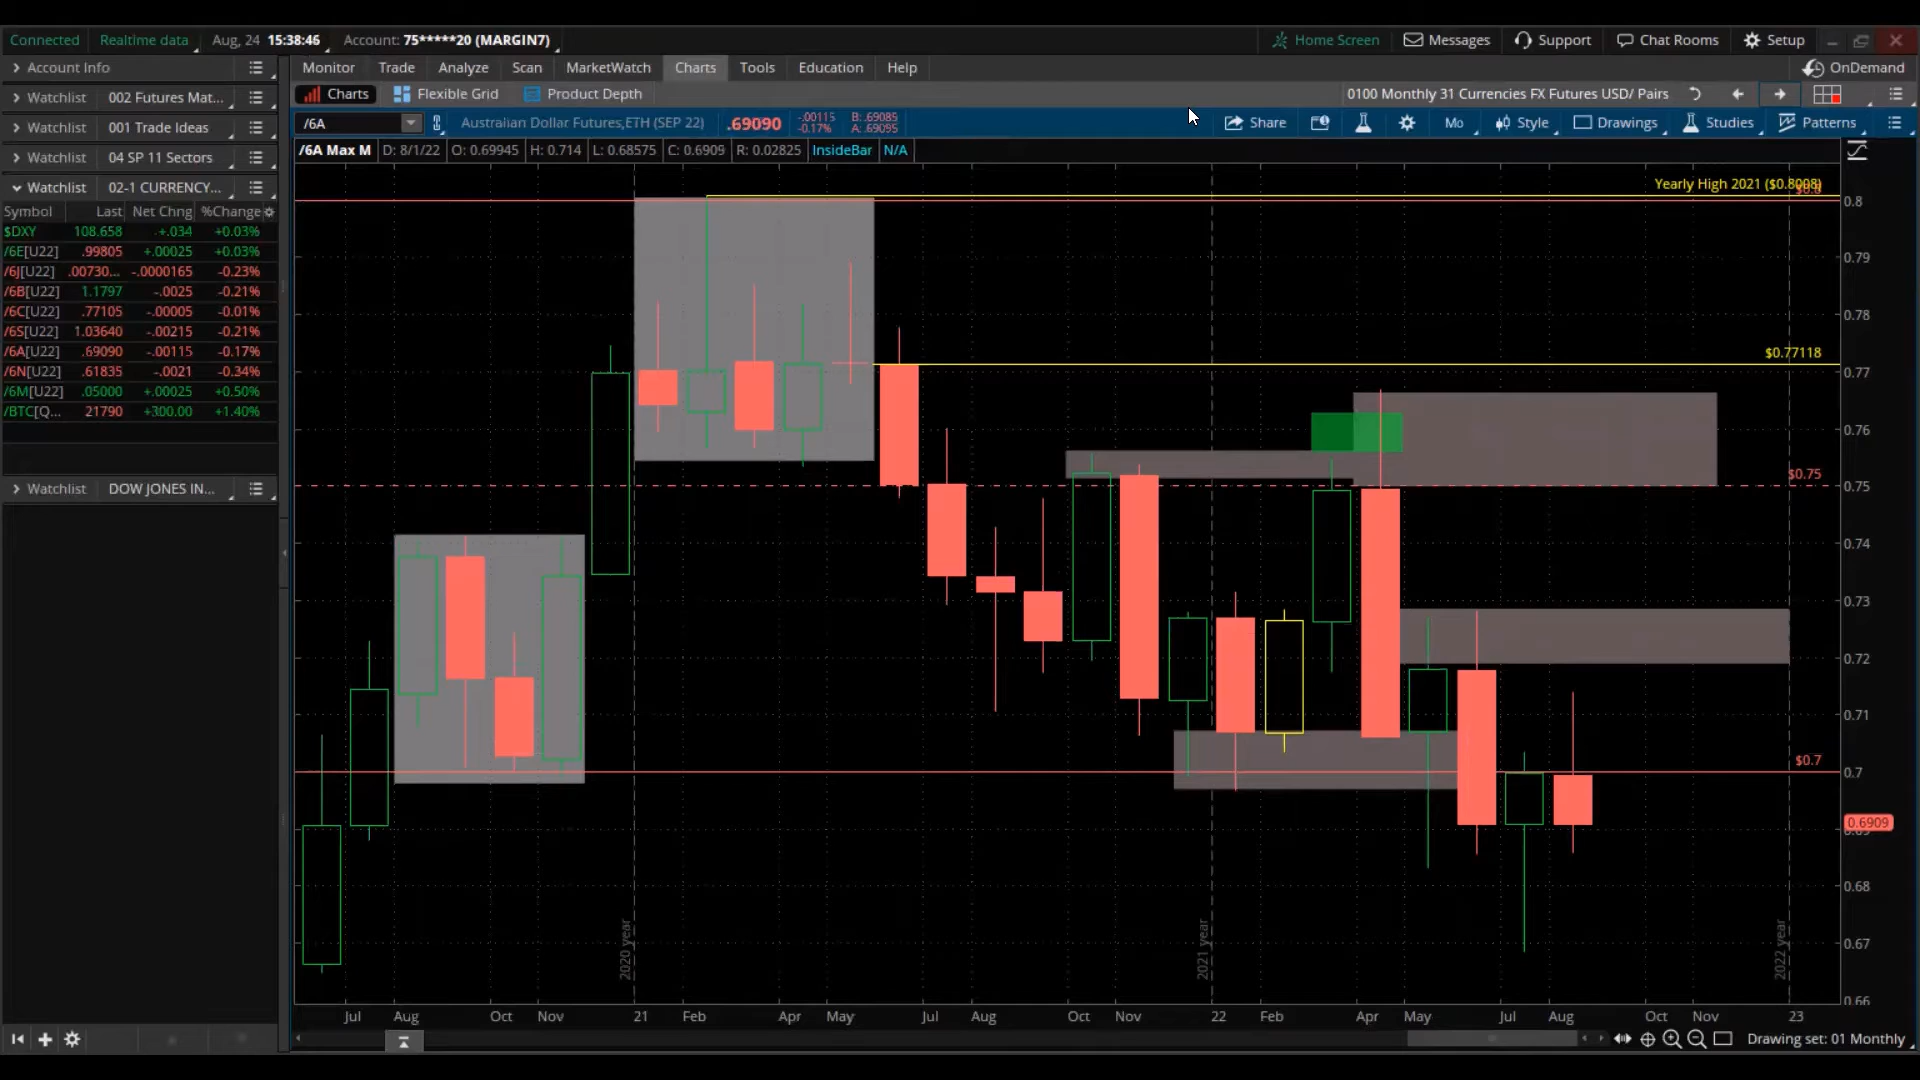 Connected Realtime data Aug, 24 15:38:46 Account: 75*****20 (MARGIN7) Home Screen Messages Support Chat Rooms Setup
Account Info
Monitor Trade Analyze Scan MarketWatch Charts Tools Education Help OnDemand
Watchlist 002 Futures Mat...
Charts Flexible Grid Product Depth 0100 Monthly 31 Currencies FX Futures USD/ Pairs
Watchlist 001 Trade Ideas
/6A Australian Dollar Futures,ETH (SEP 22) .69090 -.00115 -0.17% B: .69085 A: .69095 Share Mo Style Drawings Studies Patterns
Watchlist 04 SP 11 Sectors
/6A Max M D: 8/1/22 O: 0.69945 H: 0.714 L: 0.68575 C: 0.6909 R: 0.02825 InsideBar N/A
Watchlist 02-1 CURRENCY...
Symbol Last Net Chng %Change
$DXY 108.658 +.034 +0.03%
/6E[U22] .99805 +.00025 +0.03%
/6J[U22] .00730... -.0000165 -0.23%
/6B[U22] 1.1797 -.0025 -0.21%
/6C[U22] .77105 -.00005 -0.01%
/6S[U22] 1.03640 -.00215 -0.21%
/6A[U22] .69090 -.00115 -0.17%
/6N[U22] .61835 -.0021 -0.34%
/6M[U22] .05000 +.00025 +0.50%
/BTC[Q... 21790 +300.00 +1.40%
Watchlist DOW JONES IN...
Yearly High 2021 ($0.8008)
0.8
0.79
0.78
$0.77118
0.77
0.76
$0.75
0.75
0.74
0.73
0.72
0.71
$0.7
0.7
0.6909
0.68
0.67
0.66
2020 year 2021 year 2022 year
Jul Aug Oct Nov 21 Feb Apr May Jul Aug Oct Nov 22 Feb Apr May Jul Aug Oct Nov 23
Drawing set: 01 Monthly